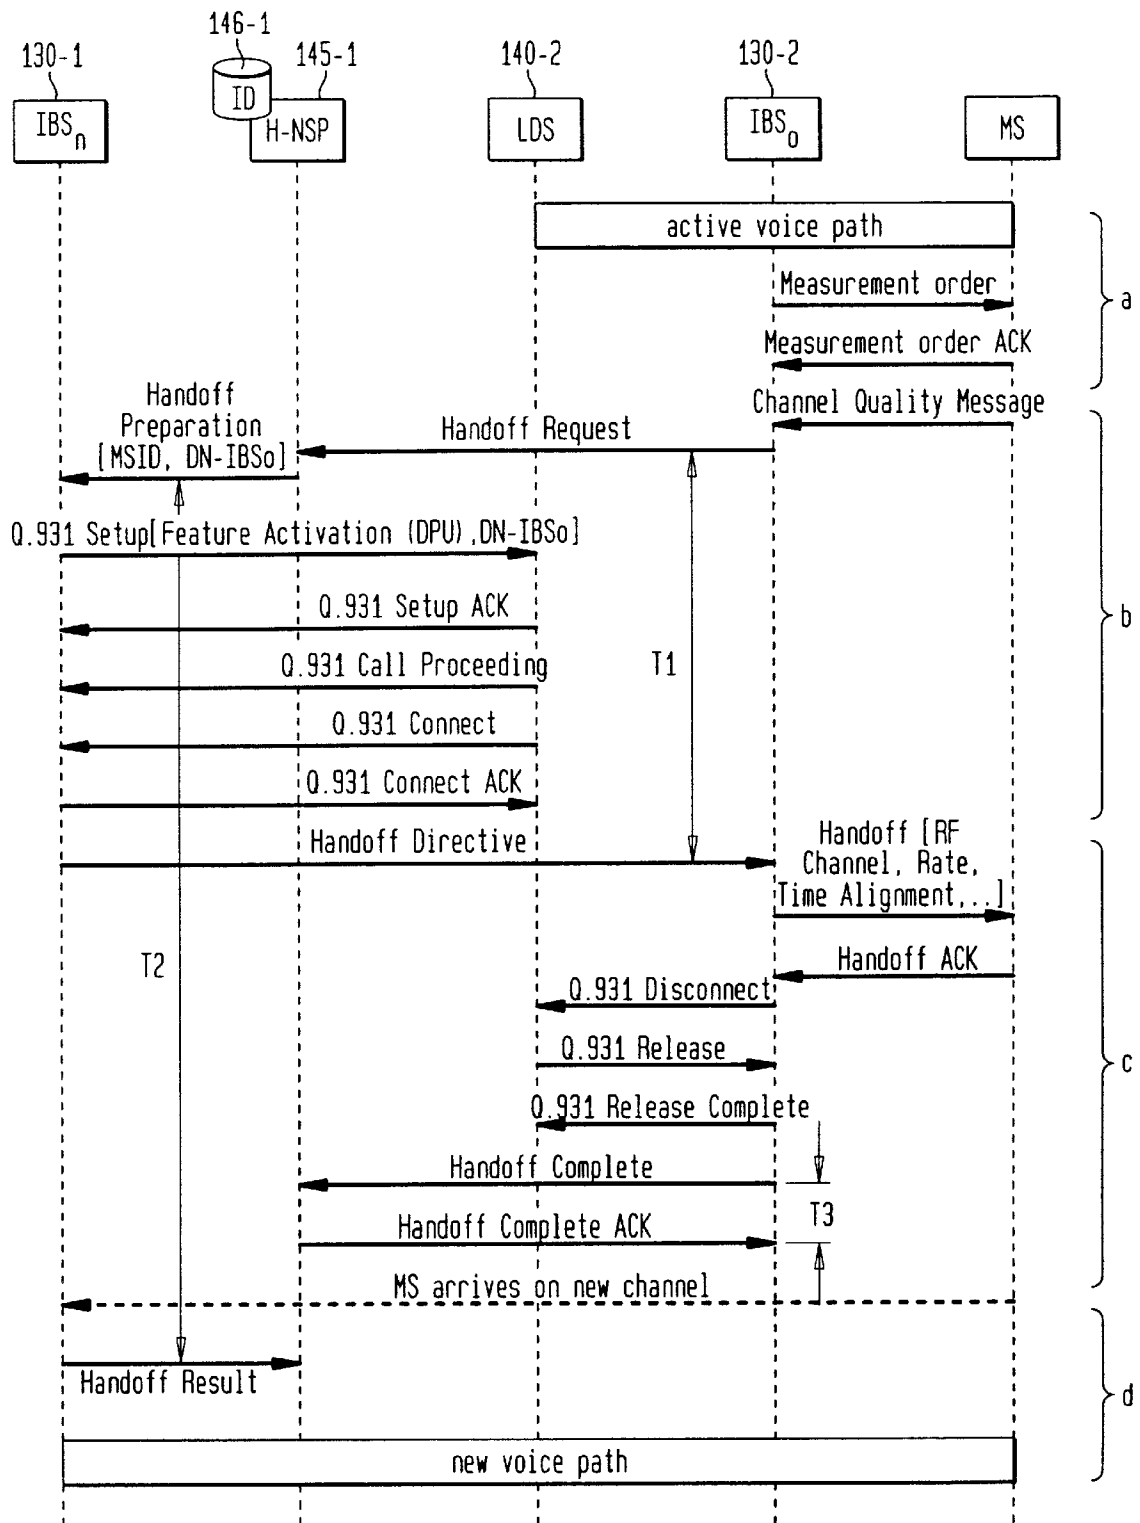 146-1
130-1
145-1
140-2
130-2
IBSn
ID
H-NSP
LDS
IBSo
MS
active voice path
Measurement order
a
Measurement order ACK
Channel Quality Message
Handoff
Preparation
[MSID, DN-IBSo]
Handoff Request
Q.931 Setup[Feature Activation (DPU),DN-IBSo]
Q.931 Setup ACK
b
Q.931 Call Proceeding
T1
Q.931 Connect
Q.931 Connect ACK
Handoff Directive
Handoff [RF
Channel, Rate,
Time Alignment,..]
T2
Handoff ACK
Q.931 Disconnect
Q.931 Release
c
Q.931 Release Complete
Handoff Complete
T3
Handoff Complete ACK
MS arrives on new channel
Handoff Result
d
new voice path